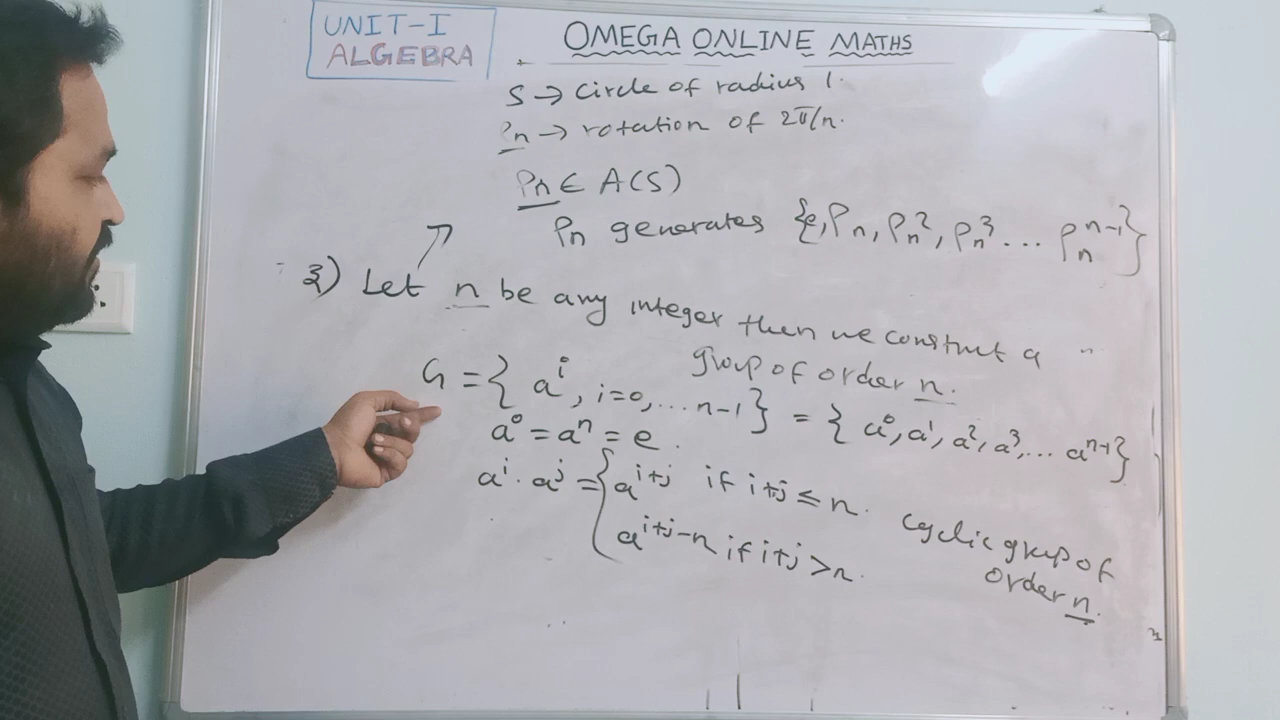 UNIT-I
ALGEBRA
OMEGA ONLINE MATHS
S → Circle of radius 1.
ρn → rotation of 2π/n.
ρn ∈ A(S)
ρn generates {e, ρn, ρn², ρn³ ... ρn^{n-1}}
3) Let n be any integer then we construct a
group of order n.
G = { a^i, i=0, ... n-1 } = { a⁰, a¹, a², a³, ... a^{n-1} }
a⁰ = a^n = e.
a^i . a^j = { a^{i+j} if i+j ≤ n.
a^{i+j-n} if i+j > n.
cyclic group of
order n.